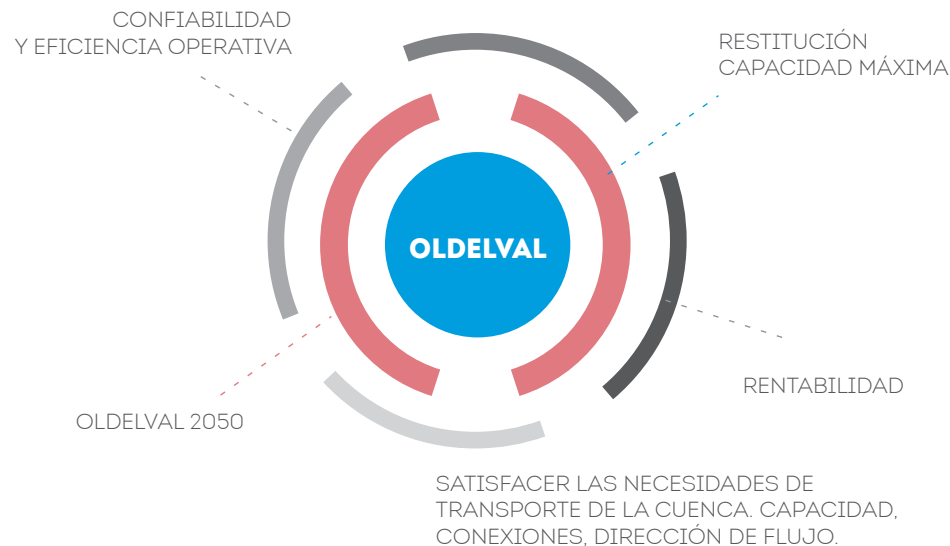 CONFIABILIDAD
Y EFICIENCIA OPERATIVA
RESTITUCIÓN
CAPACIDAD MÁXIMA
OLDELVAL
RENTABILIDAD
OLDELVAL 2050
SATISFACER LAS NECESIDADES DE
TRANSPORTE DE LA CUENCA. CAPACIDAD,
CONEXIONES, DIRECCIÓN DE FLUJO.